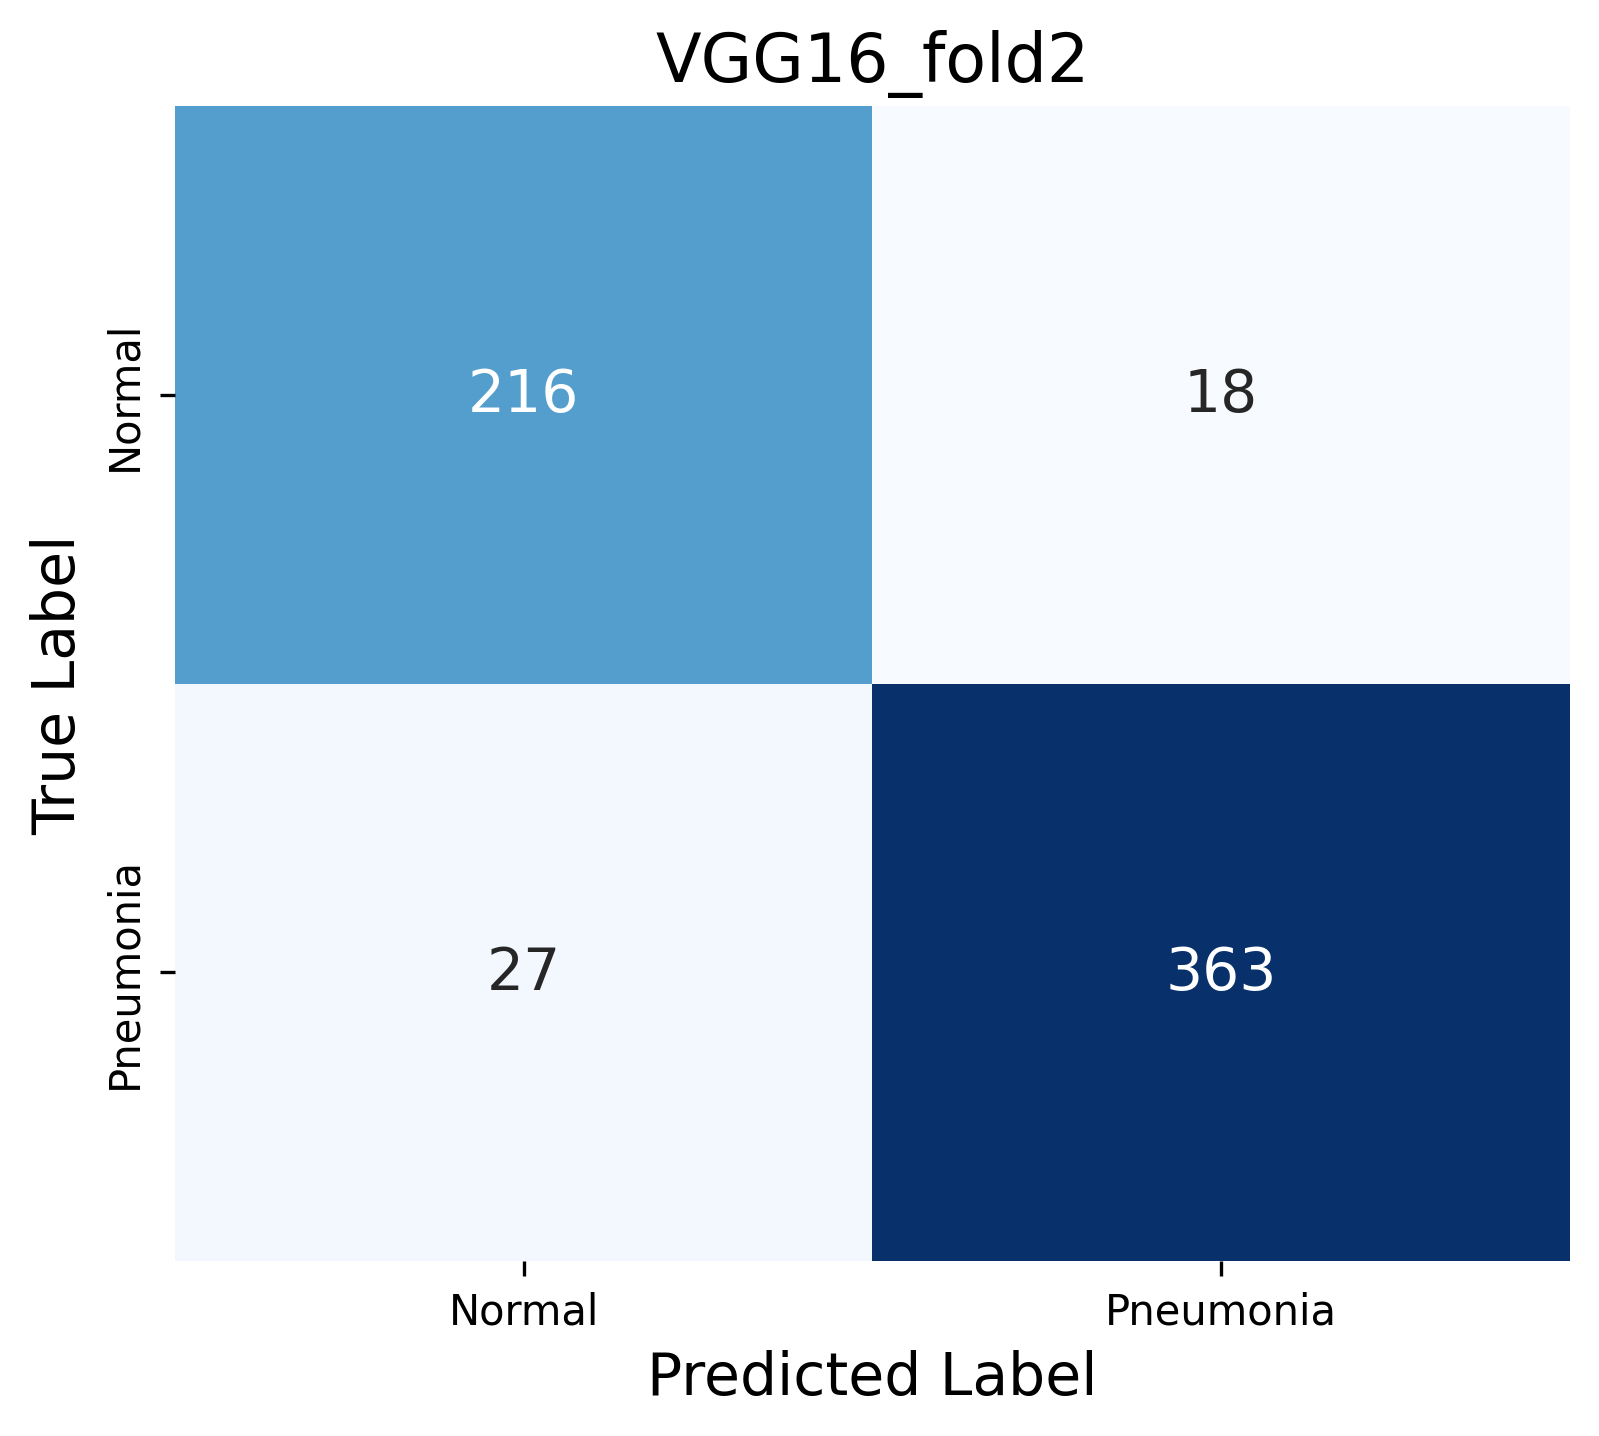 VGG16_fold2
True Label
Normal
216
18
Pneumonia
27
363
Normal
Pneumonia
Predicted Label